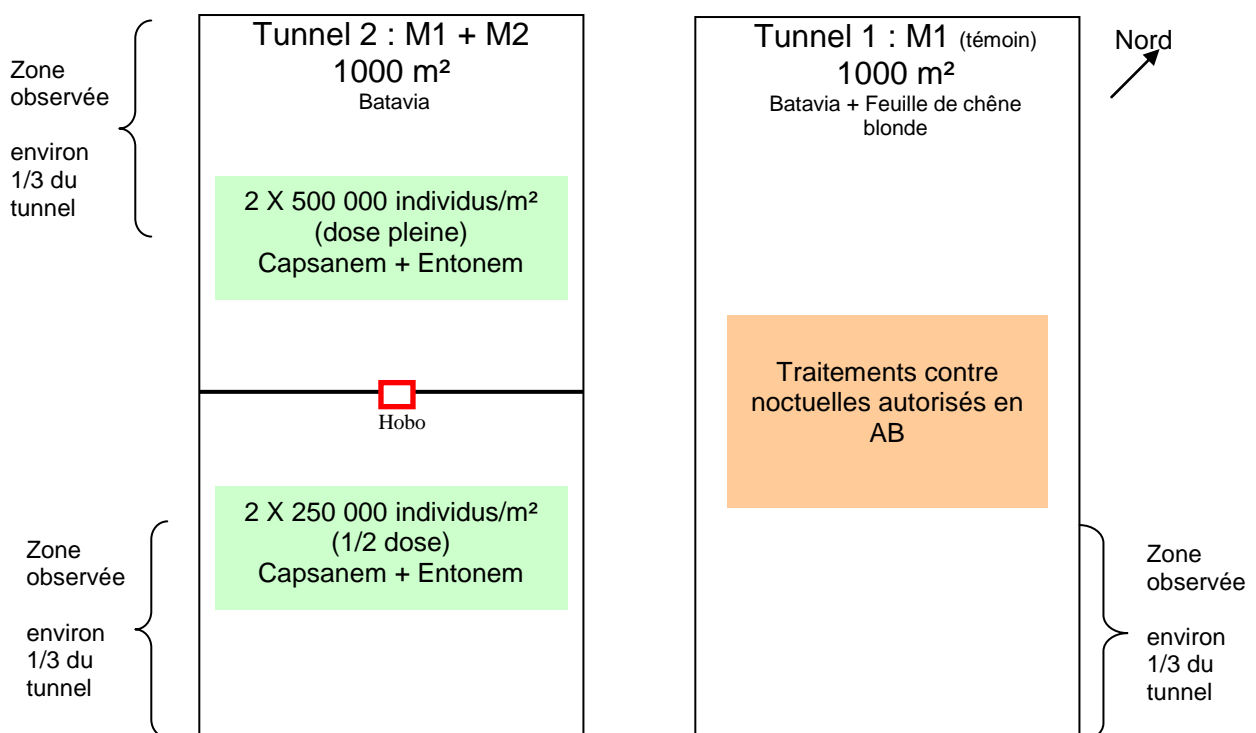 Zone
observée
environ
1/3 du
tunnel
Tunnel 2 : M1 + M2
1000 m²
Batavia
2 X 500 000 individus/m²
(dose pleine)
Capsanem + Entonem
Hobo
2 X 250 000 individus/m²
(1/2 dose)
Capsanem + Entonem
Zone
observée
environ
1/3 du
tunnel
Tunnel 1 : M1 (témoin)
1000 m²
Batavia + Feuille de chêne
blonde
Nord
Traitements contre
noctuelles autorisés en
AB
Zone
observée
environ
1/3 du
tunnel